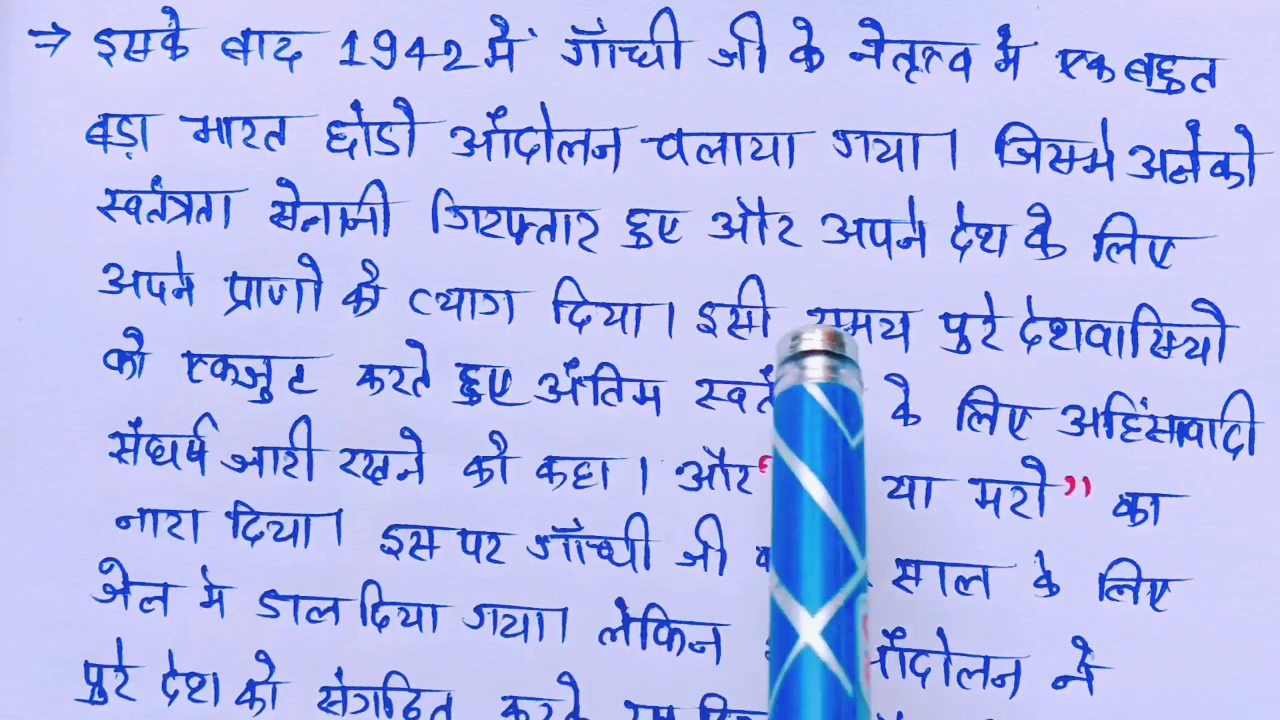 → इसके बाद 1942 में गाँधी जी के नेतृत्व मे एक बहुत
बड़ा भारत छोडो आँदोलन चलाया गया। जिसमे अनेको
स्वतंत्रता सेनानी गिरफ्तार हुए और अपने देश के लिए
अपने प्राणो को त्याग दिया। इसी समय पुरे देशवासियो
को एकजुट करते हुए अंतिम के लिए अहिंसावादी
संघर्ष जारी रखने को कहा। और या मरो" का
नारा दिया। इस पर गाँधी जी साल के लिए
जेल मे डाल दिया गया। लेकिन आँदोलन ने
पुरे देश को संगठित करके